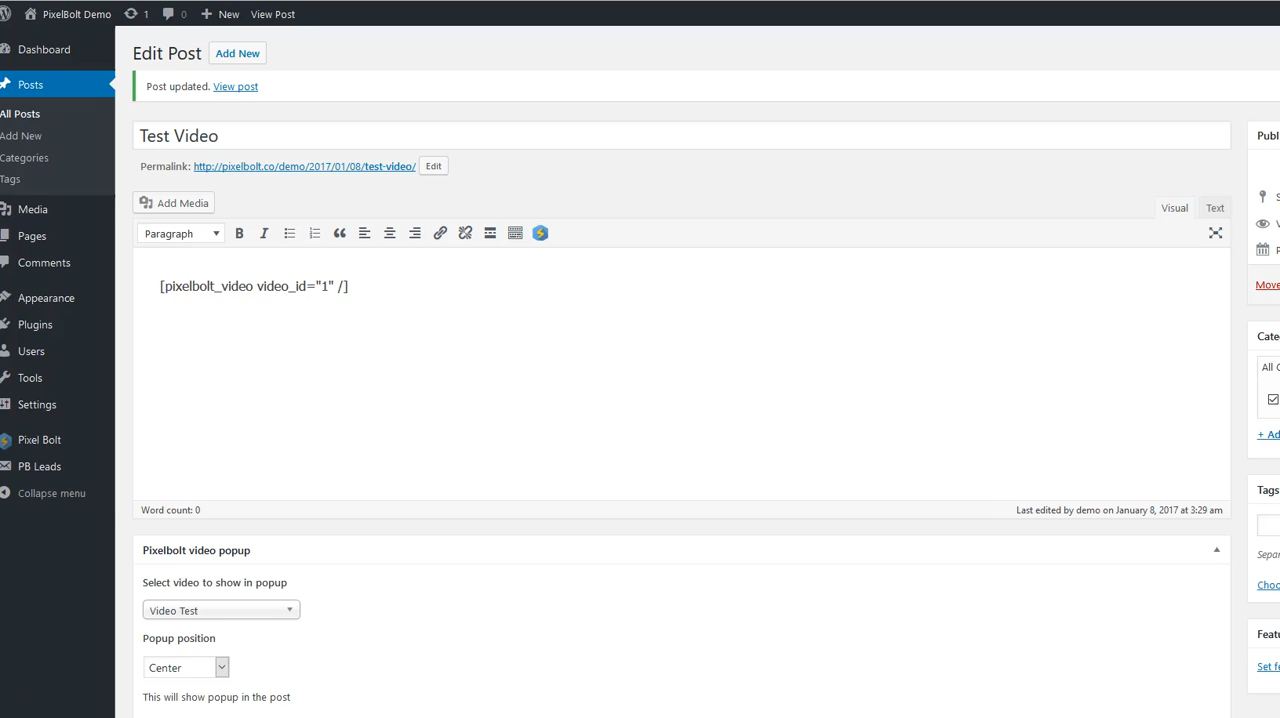 PixelBolt Demo 1 0 New View Post
Dashboard
Posts
All Posts
Add New
Categories
Tags
Media
Pages
Comments
Appearance
Plugins
Users
Tools
Settings
Pixel Bolt
PB Leads
Collapse menu
Edit Post Add New
Post updated. View post
Test Video
Permalink: http://pixelbolt.co/demo/2017/01/08/test-video/ Edit
Add Media
Visual Text
Paragraph B I
[pixelbolt_video video_id="1" /]
Word count: 0
Last edited by demo on January 8, 2017 at 3:29 am
Pixelbolt video popup
Select video to show in popup
Video Test
Popup position
Center
This will show popup in the post
Publ
S
V
P
Move
Cate
All C
+ Ad
Tags
Separ
Choo
Featu
Set fe